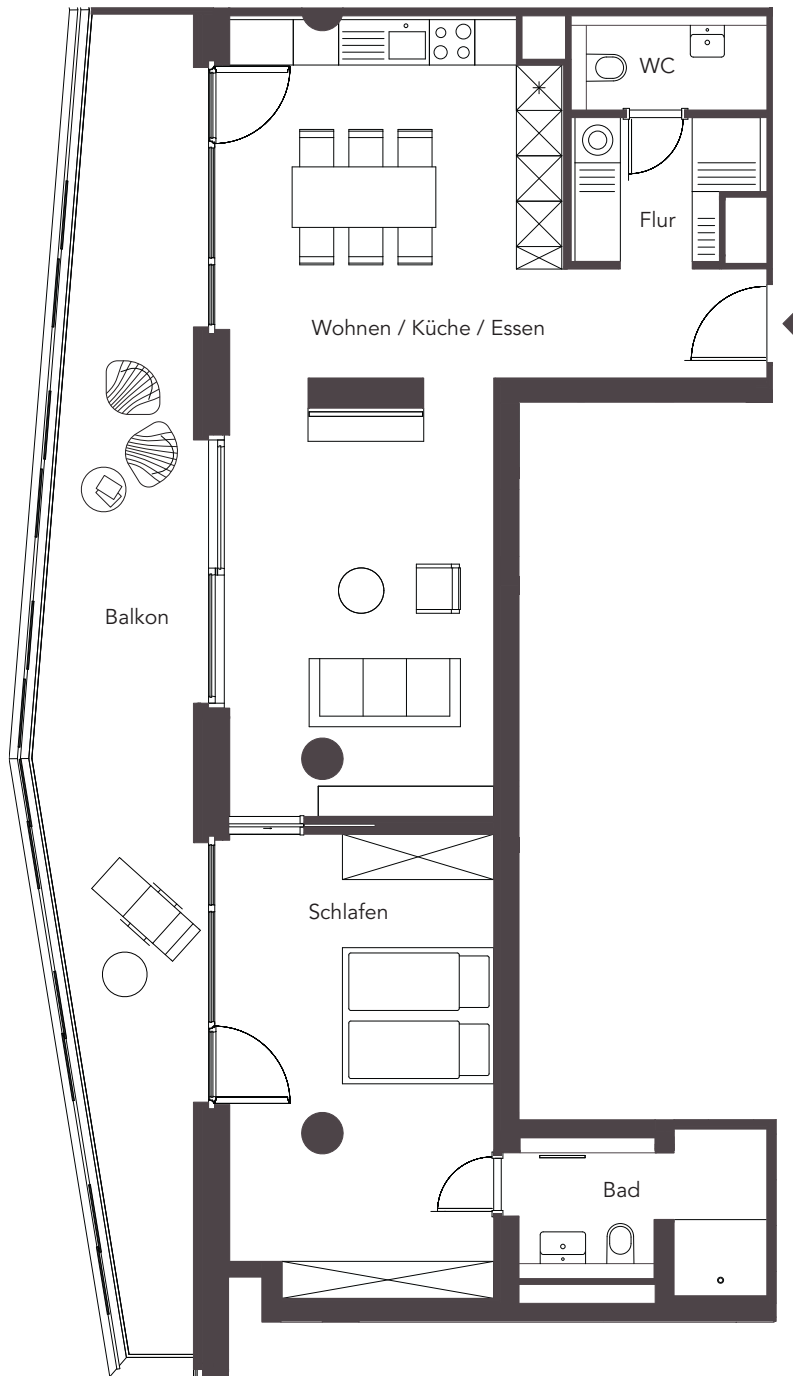 WC
Flur
Wohnen / Küche / Essen
Balkon
Schlafen
Bad